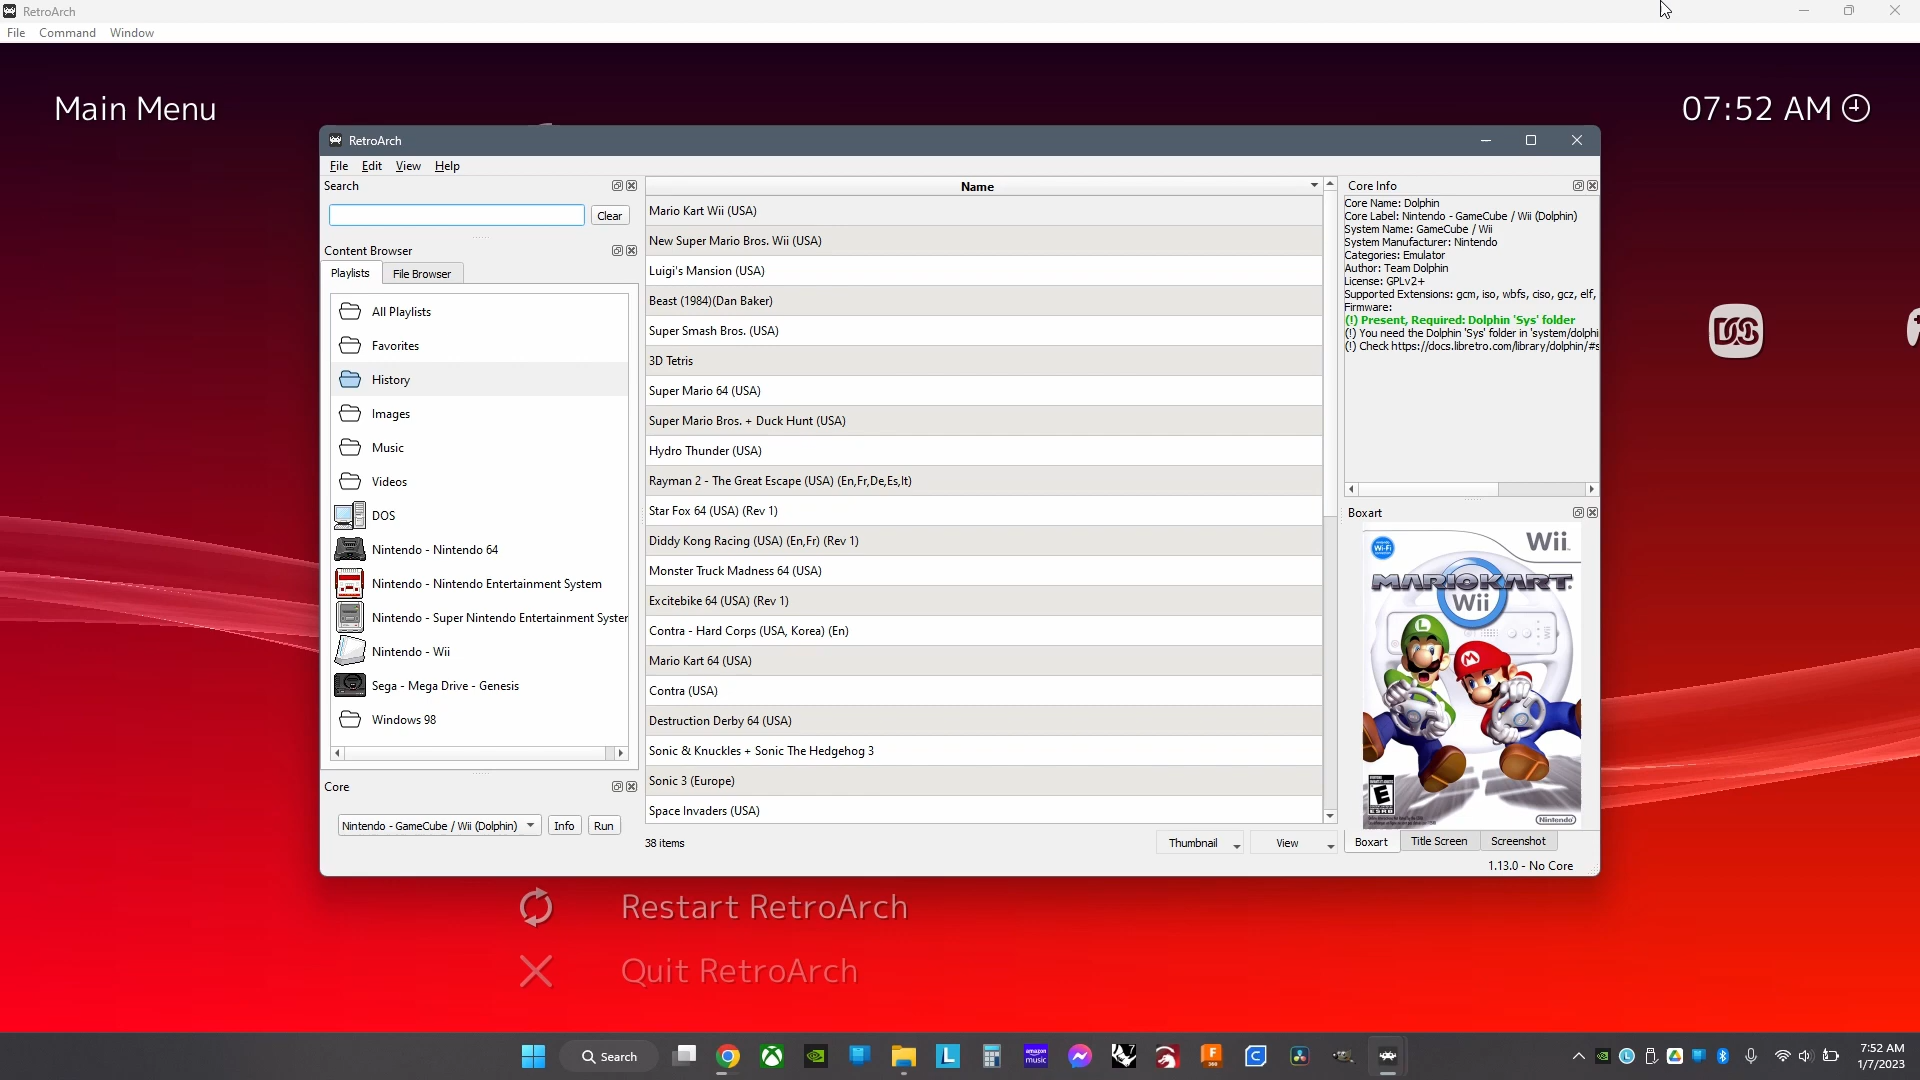 RetroArch
File Command Window
Main Menu
07:52 AM
RetroArch
File Edit View Help
Search
Clear
Content Browser
Playlists File Browser
All Playlists
Favorites
History
Images
Music
Videos
DOS
Nintendo - Nintendo 64
Nintendo - Nintendo Entertainment System
Nintendo - Super Nintendo Entertainment Syster
Nintendo - Wii
Sega - Mega Drive - Genesis
Windows 98
Core
Nintendo - GameCube / Wii (Dolphin) Info Run
Name
Mario Kart Wii (USA)
New Super Mario Bros. Wii (USA)
Luigi's Mansion (USA)
Beast (1984)(Dan Baker)
Super Smash Bros. (USA)
3D Tetris
Super Mario 64 (USA)
Super Mario Bros. + Duck Hunt (USA)
Hydro Thunder (USA)
Rayman 2 - The Great Escape (USA) (En,Fr,De,Es,It)
Star Fox 64 (USA) (Rev 1)
Diddy Kong Racing (USA) (En,Fr) (Rev 1)
Monster Truck Madness 64 (USA)
Excitebike 64 (USA) (Rev 1)
Contra - Hard Corps (USA, Korea) (En)
Mario Kart 64 (USA)
Contra (USA)
Destruction Derby 64 (USA)
Sonic & Knuckles + Sonic The Hedgehog 3
Sonic 3 (Europe)
Space Invaders (USA)
38 items
Thumbnail View
Core Info
Core Name: Dolphin
Core Label: Nintendo - GameCube / Wii (Dolphin)
System Name: GameCube / Wii
System Manufacturer: Nintendo
Categories: Emulator
Author: Team Dolphin
License: GPLv2+
Supported Extensions: gcm, iso, wbfs, ciso, gcz, elf,
Firmware:
(!) Present, Required: Dolphin 'Sys' folder
(!) You need the Dolphin 'Sys' folder in 'system/dolphi
(!) Check https://docs.libretro.com/library/dolphin/#s
Boxart
Wi-Fi
Wii
MARIOKART
Wii
L
M
E
Nintendo
Boxart Title Screen Screenshot
1.13.0 - No Core
DOS
Restart RetroArch
Quit RetroArch
Search
L
amazon music
F
360
C
7:52 AM
1/7/2023